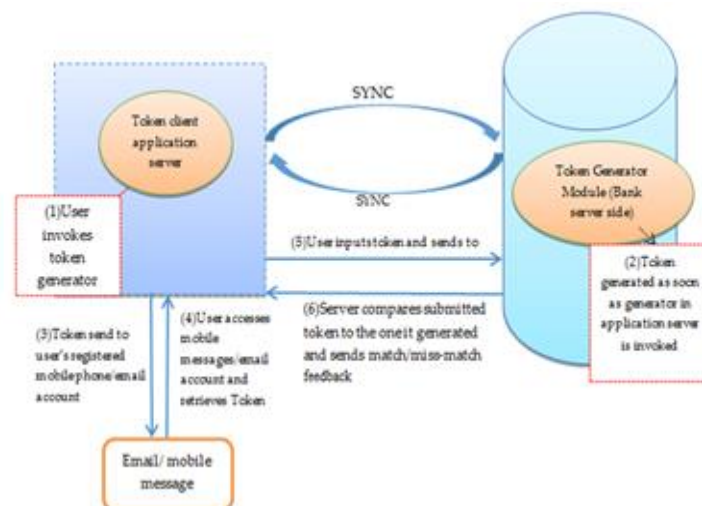 SYNC
Token client
application
server
SYNC
Token Generator
Module (Bank
server side)
(1)User
invokes
token
generator
(5)User inputs token and sends to
(2)Token
generated as soon
as generator in
application server
is invoked
(3)Token send to
user's registered
mobile phone/email
account
(4)User accesses
mobile
messages/email
account and
retrieves Token
(6)Server compares submitted
token to the one it generated
and sends match/miss-match
feedback
Email/ mobile
message